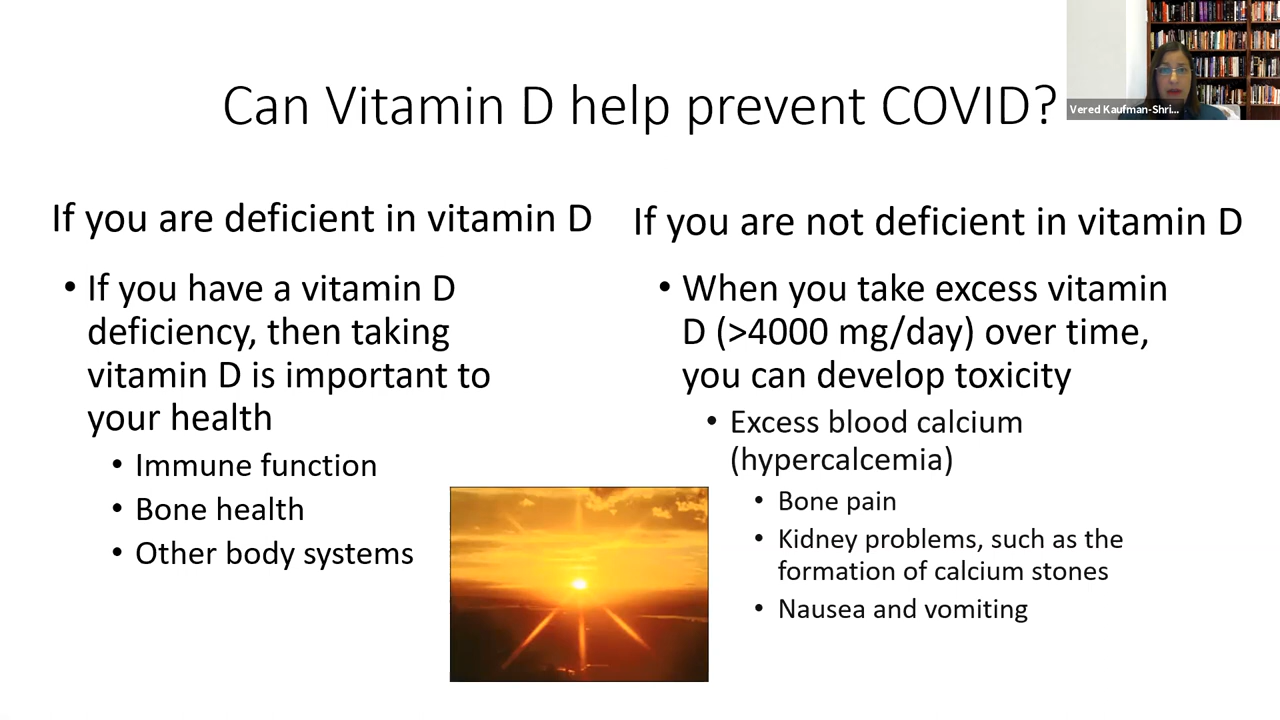 Can Vitamin D help prevent COVID?
Vered Kaufman-Shri...
If you are deficient in vitamin D
• If you have a vitamin D
deficiency, then taking
vitamin D is important to
your health
• Immune function
• Bone health
• Other body systems
If you are not deficient in vitamin D
• When you take excess vitamin
D (>4000 mg/day) over time,
you can develop toxicity
• Excess blood calcium
(hypercalcemia)
• Bone pain
• Kidney problems, such as the
formation of calcium stones
• Nausea and vomiting